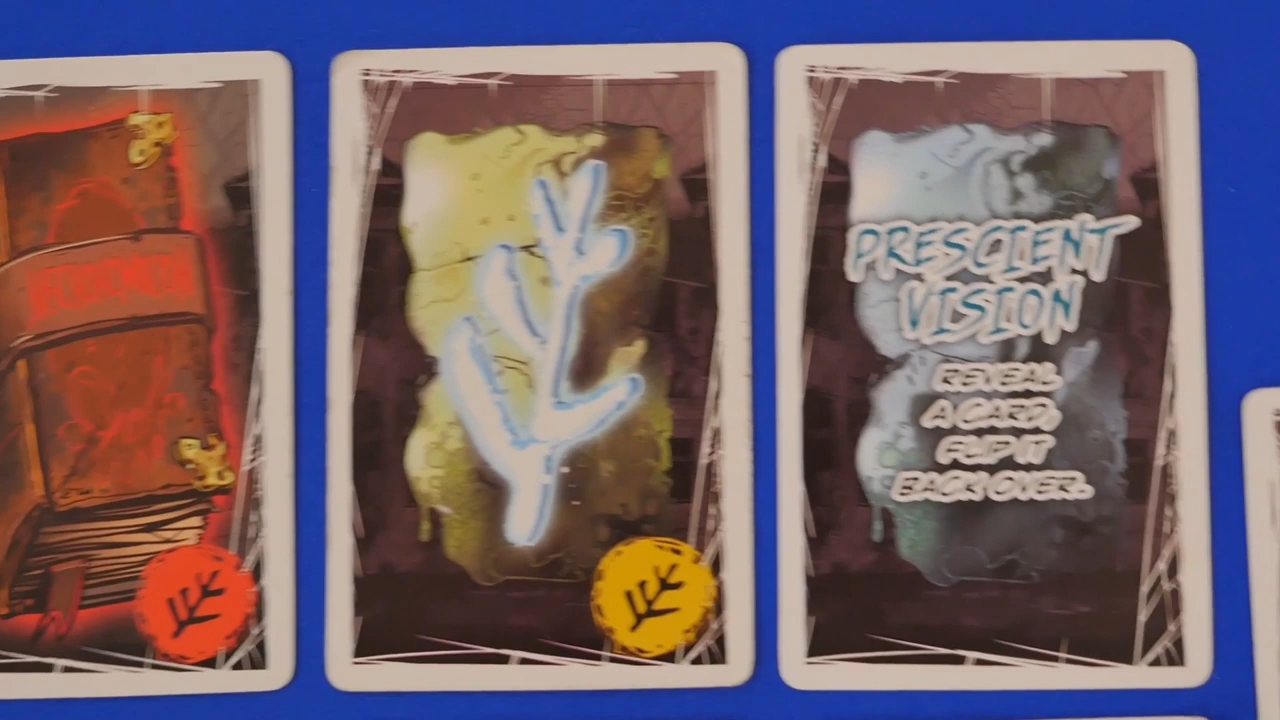 PRESCIENT
VISION
REVEAL
A CARD,
FLIP IT
BACK OVER.